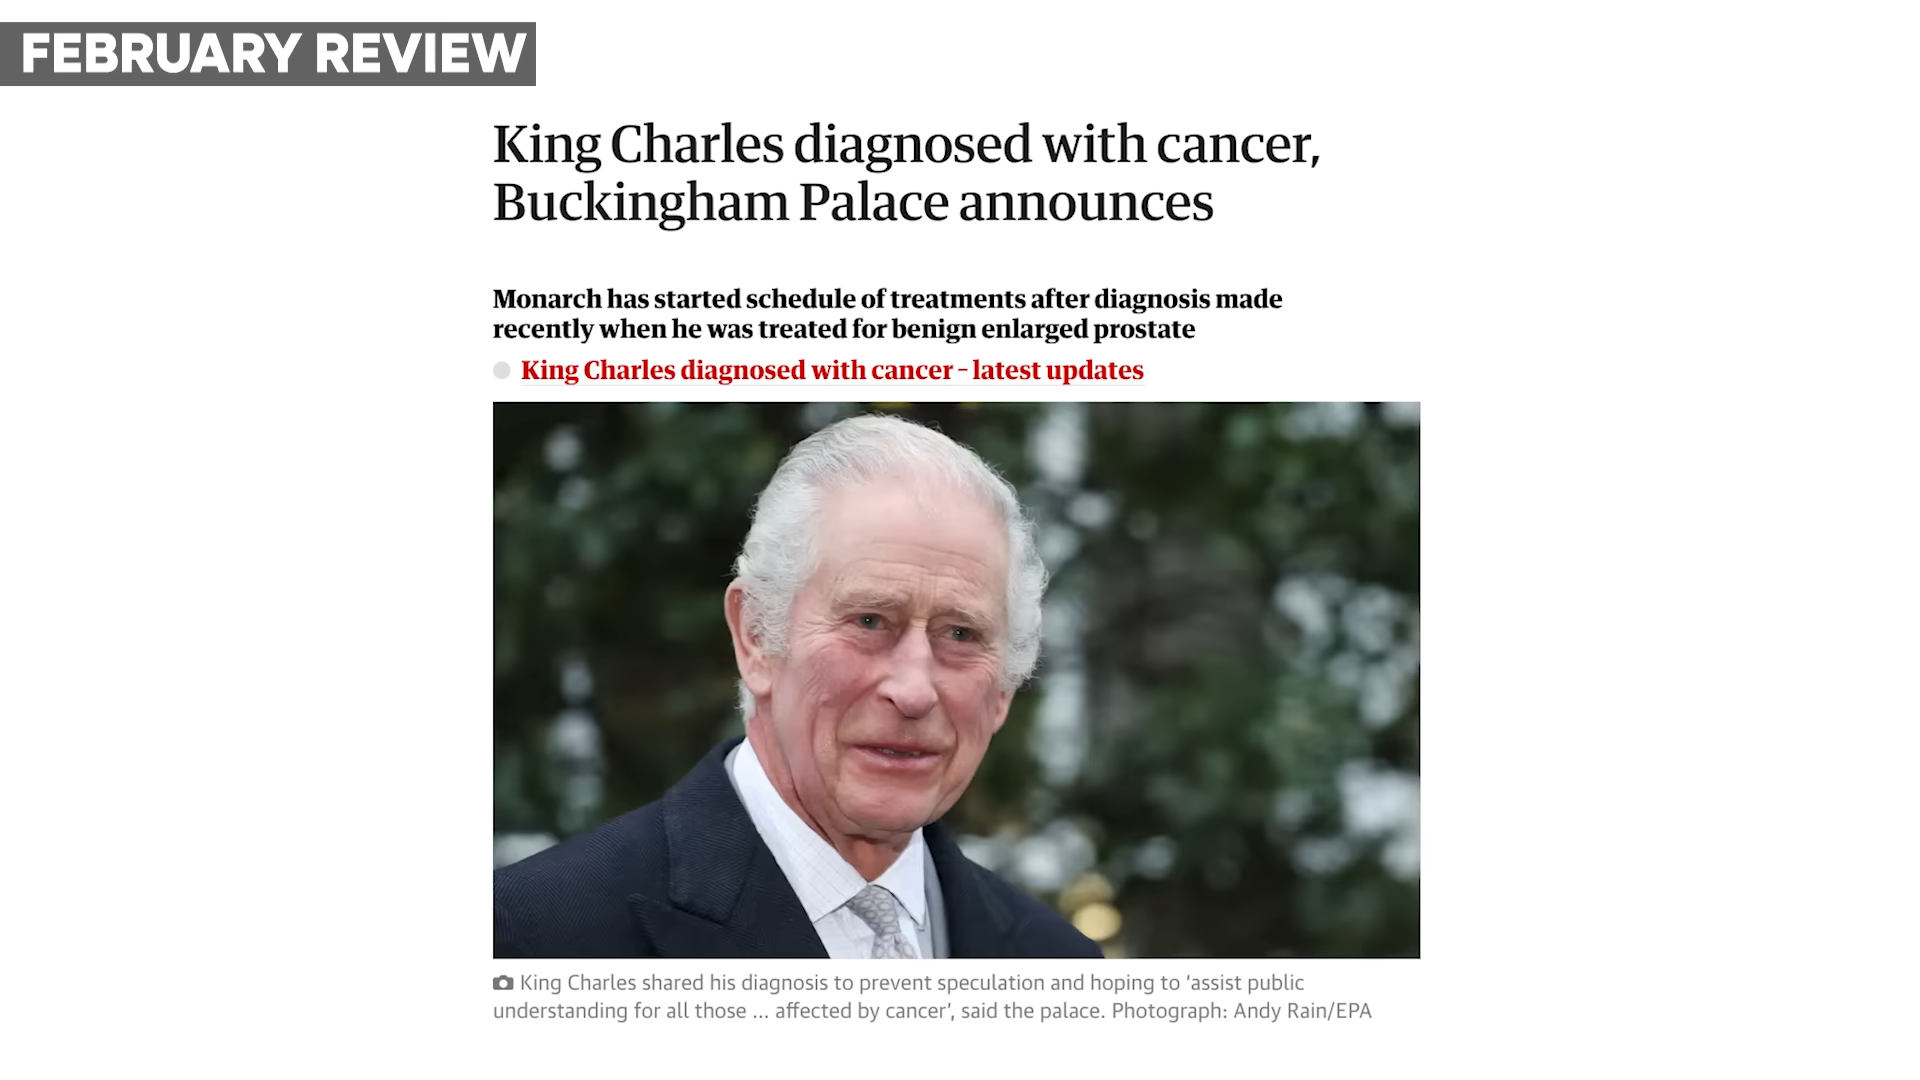 FEBRUARY REVIEW
King Charles diagnosed with cancer,
Buckingham Palace announces
Monarch has started schedule of treatments after diagnosis made
recently when he was treated for benign enlarged prostate
King Charles diagnosed with cancer – latest updates
King Charles shared his diagnosis to prevent speculation and hoping to ‘assist public
understanding for all those ... affected by cancer’, said the palace. Photograph: Andy Rain/EPA